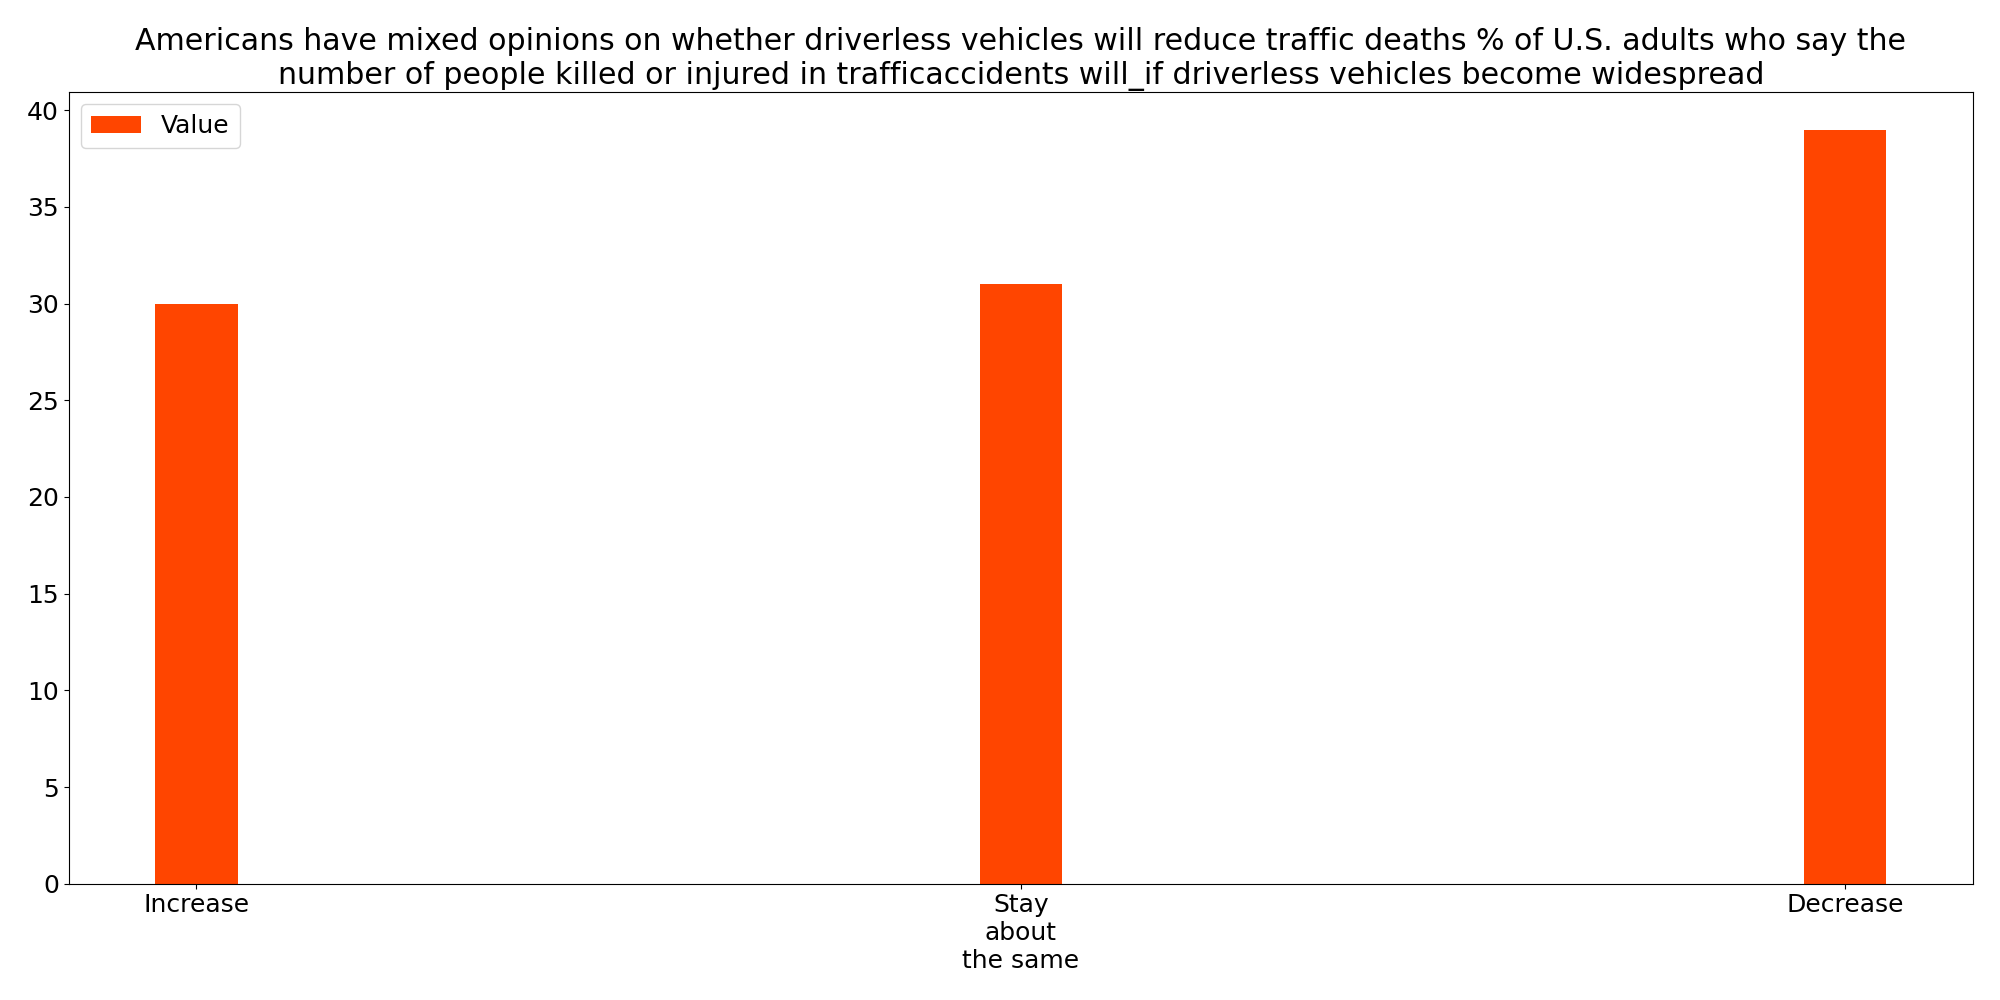 Americans have mixed opinions on whether driverless vehicles will reduce traffic deaths % of U.S. adults who say the
number of people killed or injured in trafficaccidents will_if driverless vehicles become widespread
Value
40
35
30
25
20
15
10
5
0
Increase
Stay
about
the same
Decrease